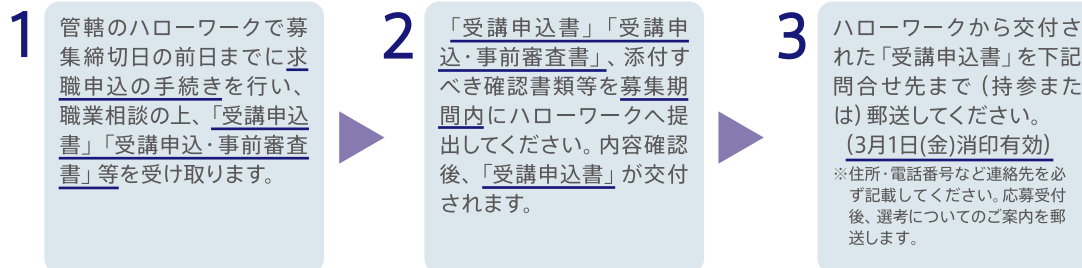 1
管轄のハローワークで募
集締切日の前日までに求
職申込の手続きを行い、
職業相談の上、「受講申込
書」「受講申込・事前審査
書」等を受け取ります。
2
「受講申込書」「受講申
込・事前審査書」、添付す
べき確認書類等を募集期
間内にハローワークへ提
出してください。内容確認
後、「受講申込書」が交付
されます。
3
ハローワークから交付さ
れた「受講申込書」を下記
問合せ先まで（持参また
は）郵送してください。
（3月1日(金)消印有効）
※住所・電話番号など連絡先を必
ず記載してください。応募受付
後、選考についてのご案内を郵
送します。